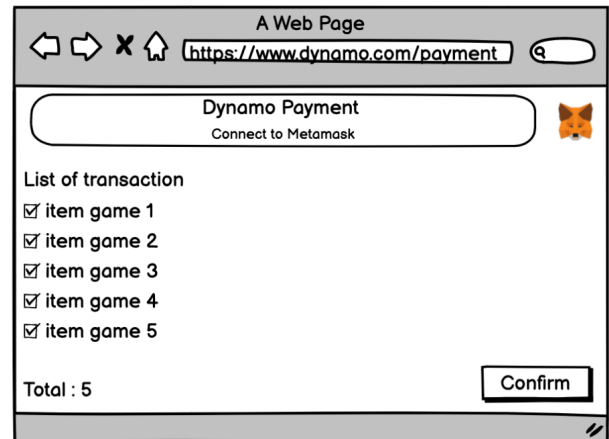 A Web Page
https://www.dynamo.com/payment
Dynamo Payment
Connect to Metamask
List of transaction
item game 1
item game 2
item game 3
item game 4
item game 5
Total : 5
Confirm